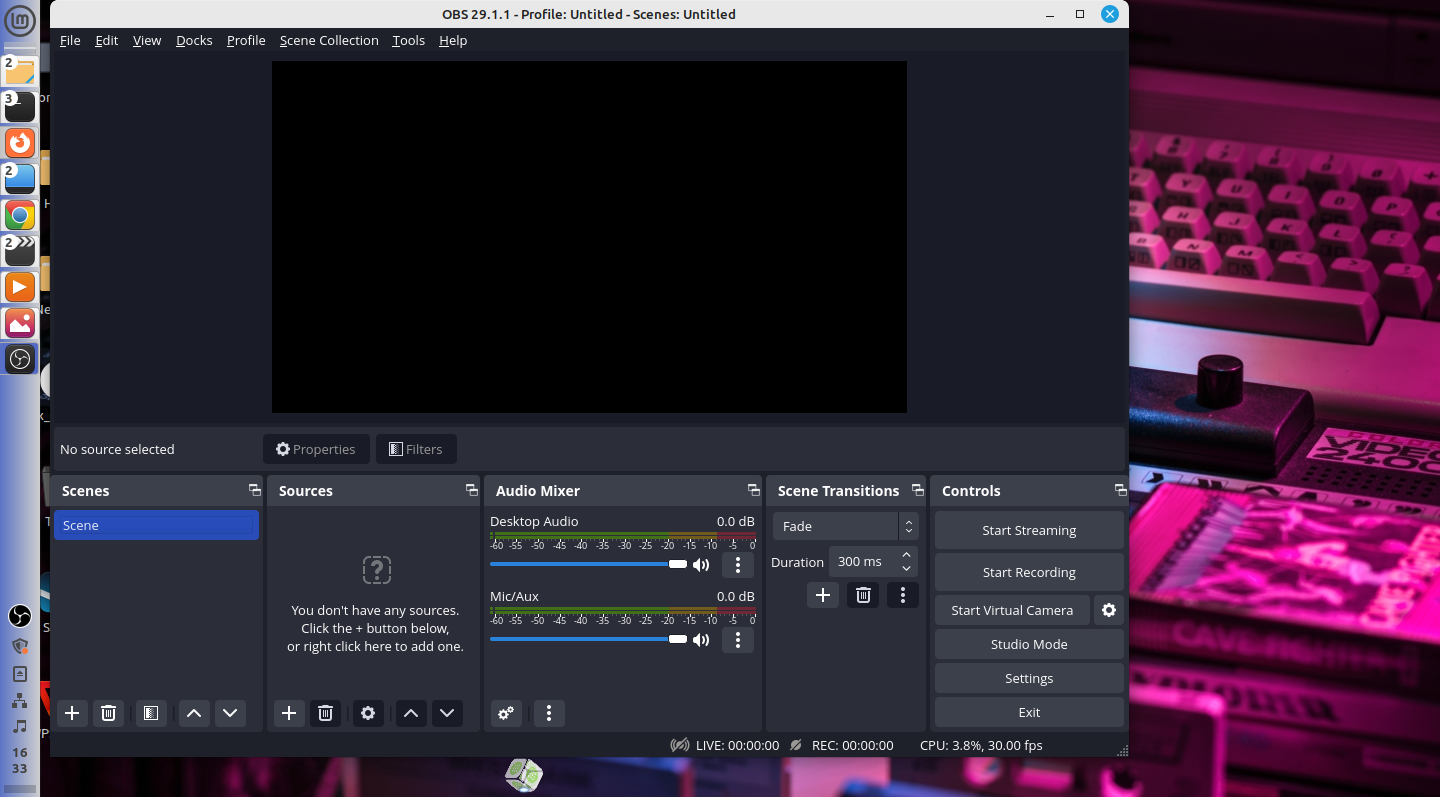 OBS 29.1.1 - Profile: Untitled - Scenes: Untitled
File Edit View Docks Profile Scene Collection Tools Help
2
3
2
2
No source selected
Properties
Filters
Scenes
Scene
Sources
You don't have any sources.
Click the + button below,
or right click here to add one.
Audio Mixer
Desktop Audio 0.0 dB
-60 -55 -50 -45 -40 -35 -30 -25 -20 -15 -10 -5 0
Mic/Aux 0.0 dB
-60 -55 -50 -45 -40 -35 -30 -25 -20 -15 -10 -5 0
Scene Transitions
Fade
Duration 300 ms
Controls
Start Streaming
Start Recording
Start Virtual Camera
Studio Mode
Settings
Exit
LIVE: 00:00:00 REC: 00:00:00 CPU: 3.8%, 30.00 fps
16
33
VIDEO
2400
CAVE FIGHTER